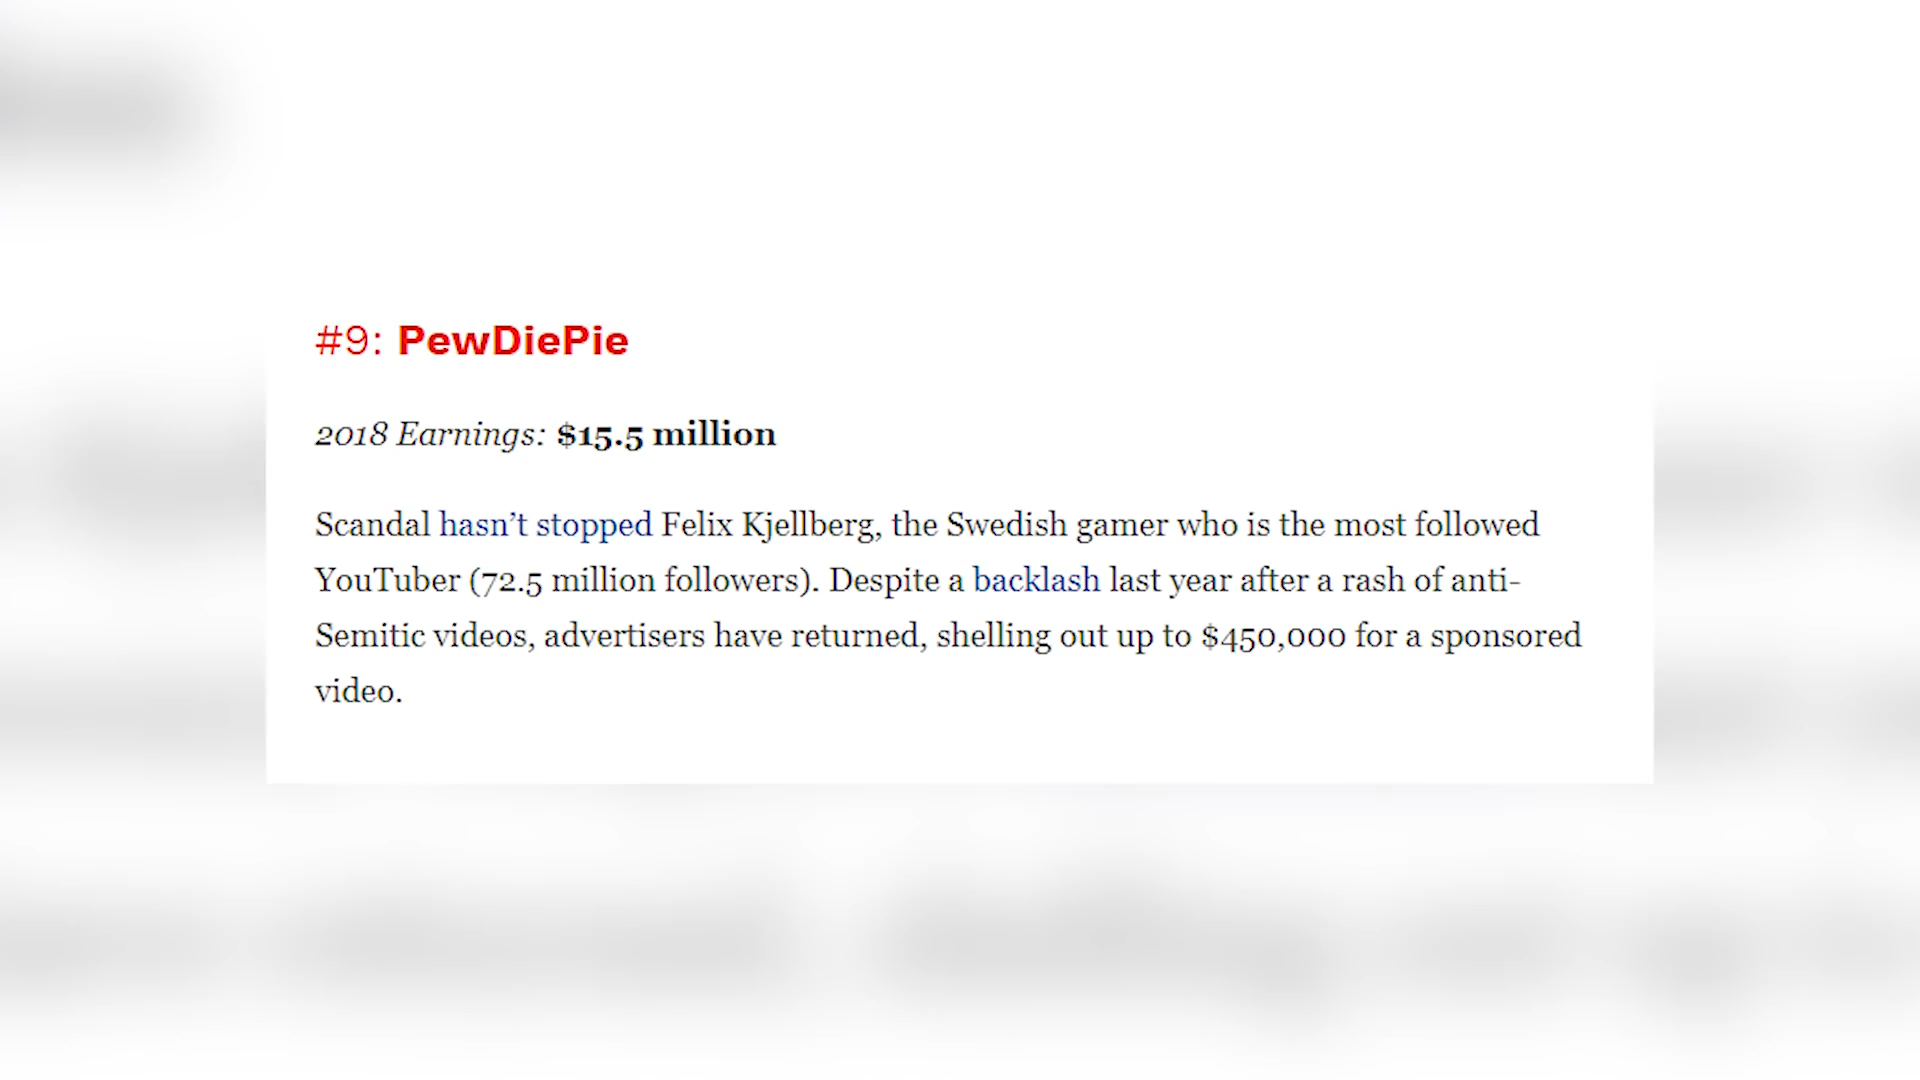 #9: PewDiePie
2018 Earnings: $15.5 million
Scandal hasn’t stopped Felix Kjellberg, the Swedish gamer who is the most followed
YouTuber (72.5 million followers). Despite a backlash last year after a rash of anti-
Semitic videos, advertisers have returned, shelling out up to $450,000 for a sponsored
video.